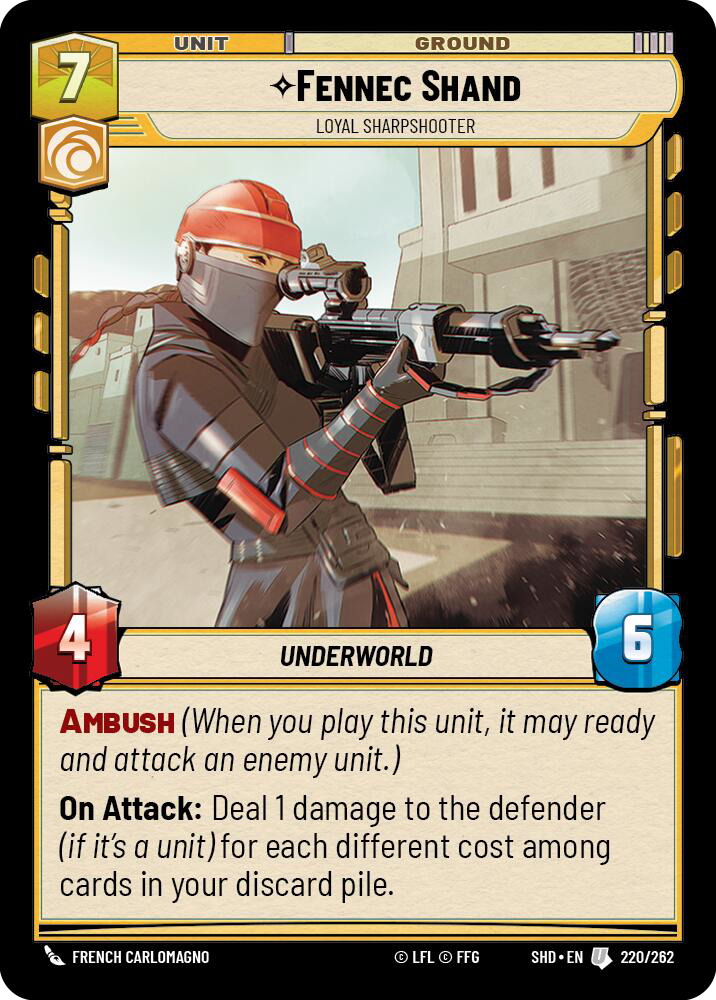 UNIT
GROUND
7
✧FENNEC SHAND
LOYAL SHARPSHOOTER
4
UNDERWORLD
6
AMBUSH (When you play this unit, it may ready
and attack an enemy unit.)
On Attack: Deal 1 damage to the defender
(if it's a unit) for each different cost among
cards in your discard pile.
FRENCH CARLOMAGNO
© LFL © FFG
SHD • EN
U
220/262